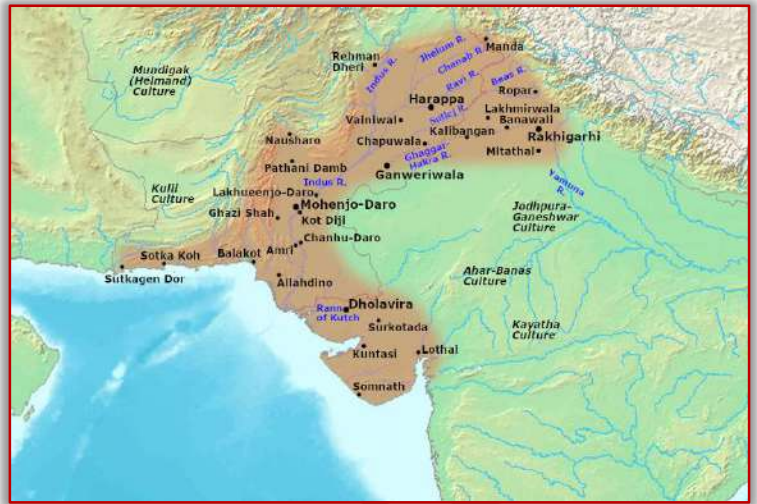 Mundigak
(Helmand)
Culture
Rehman
Dheri
Indus R.
Jhelum R.
Chanab R
Ravi R.
Beas R.
Manda
Ropar
Harappa
Vainiwal
Sutlej R.
Lakhmirwala
Banawali
Kalibangan
Chapuwala
Rakhigarhi
Mitathal
Ghaggar-
Hakra R.
Ganweriwala
Nausharo
Pathani Damb
Kulli
Culture
Indus R.
Lakhueenjo-Daro
Mohenjo-Daro
Ghazi Shah
Kot Diji
Yamuna
R.
Jodhpura-
Ganeshwar
Culture
Chanhu-Daro
Amri
Sotka Koh
Balakot
Sutkagen Dor
Allahdino
Ahar-Banas
Culture
Rann
of Kutch
Dholavira
Surkotada
Kayatha
Culture
Kuntasi
Lothal
Somnath